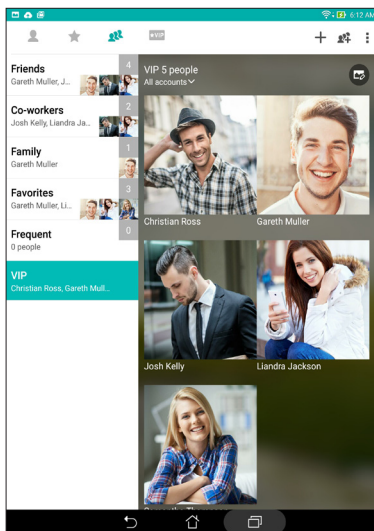 6:12 AM
VIP
Friends
4
Gareth Muller, J...
Co-workers
2
Josh Kelly, Liandra Ja...
Family
1
Gareth Muller
Favorites
3
Gareth Muller, Li...
Frequent
0
0 people
VIP
Christian Ross, Gareth Mull...
VIP 5 people
All accounts
Christian Ross
Gareth Muller
Josh Kelly
Liandra Jackson